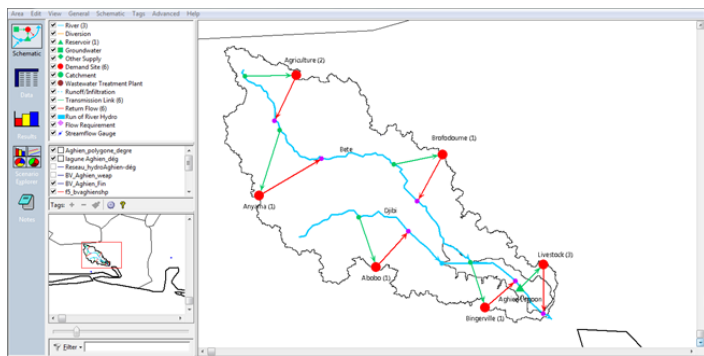 Area Edit View General Schematic Tags Advanced Help
Schematic
Data
Results
Scenario Explorer
Notes
River (3)
Diversion
Reservoir (1)
Groundwater
Other Supply
Demand Site (6)
Catchment
Wastewater Treatment Plant
Runoff/Infiltration
Transmission Link (6)
Return Flow (6)
Run of River Hydro
Flow Requirement
Streamflow Gauge
Aghien_polygone_degre
lagune Aghien_dég
Reseau_hydroAghien-dég
BV_Aghien_weap
BV_Aghien_Fin
f5_bvaghienshp
Tags:
Filter
Agriculture (2)
Brofodoume (1)
Bete
Anyama (1)
Djibi
Abobo (1)
Livestock (3)
Bingerville (1)